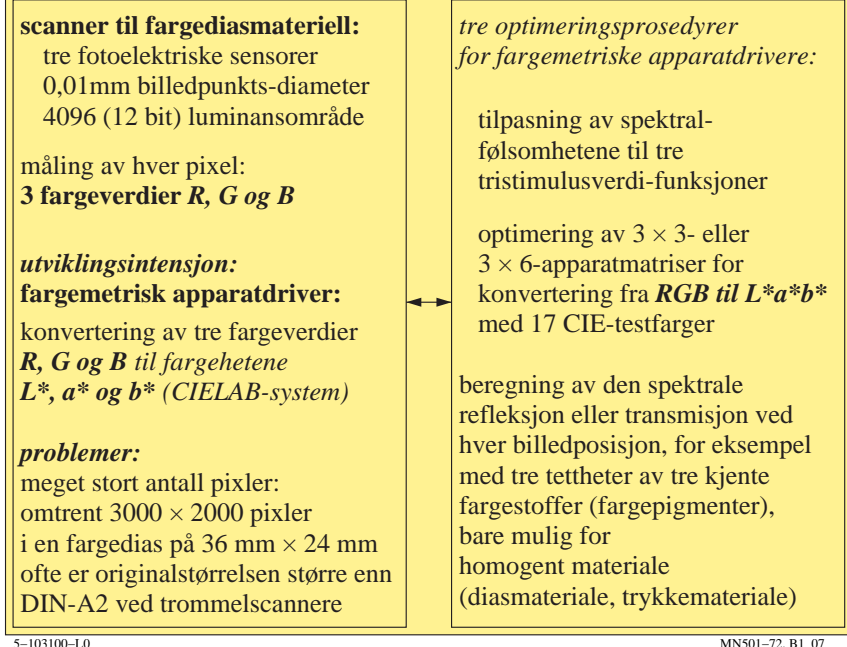 scanner til fargediasmateriell:
tre fotoelektriske sensorer
0,01mm billedpunkts-diameter
4096 (12 bit) luminansområde
måling av hver pixel:
3 fargeverdier R, G og B
utviklingsintensjon:
fargemetrisk apparatdriver:
konvertering av tre fargeverdier
R, G og B til fargehetene
L*, a* og b* (CIELAB-system)
problemer:
meget stort antall pixler:
omtrent 3000 × 2000 pixler
i en fargedias på 36 mm × 24 mm
ofte er originalstørrelsen større enn
DIN-A2 ved trommelscannere
tre optimeringsprosedyrer
for fargemetriske apparatdrivere:
tilpasning av spektral-
følsomhetene til tre
tristimulusverdi-funksjoner
optimering av 3 × 3- eller
3 × 6-apparatmatriser for
konvertering fra RGB til L*a*b*
med 17 CIE-testfarger
beregning av den spektrale
refleksjon eller transmisjon ved
hver billedposisjon, for eksempel
med tre tettheter av tre kjente
fargestoffer (fargepigmenter),
bare mulig for
homogent materiale
(diasmateriale, trykkemateriale)
5–103100–L0
MN501–72, B1_07